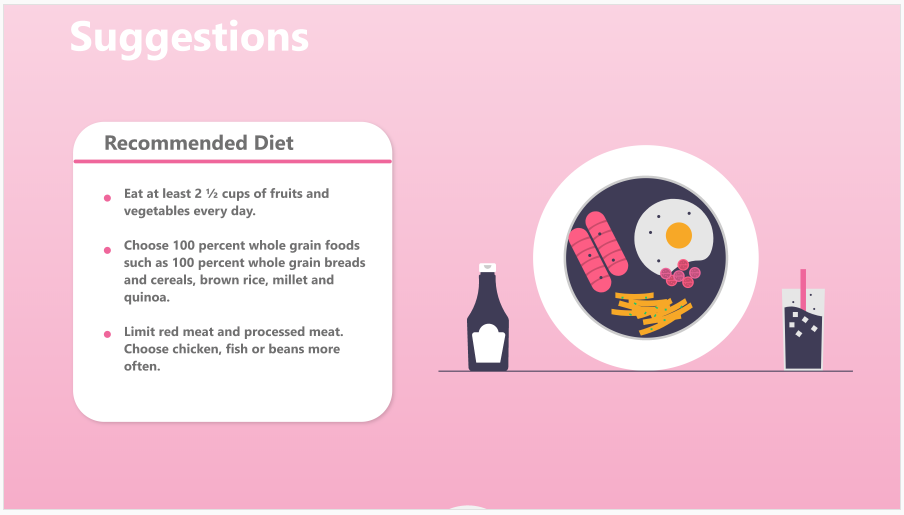 Suggestions
Recommended Diet
Eat at least 2 ½ cups of fruits and
vegetables every day.
Choose 100 percent whole grain foods
such as 100 percent whole grain breads
and cereals, brown rice, millet and
quinoa.
Limit red meat and processed meat.
Choose chicken, fish or beans more
often.